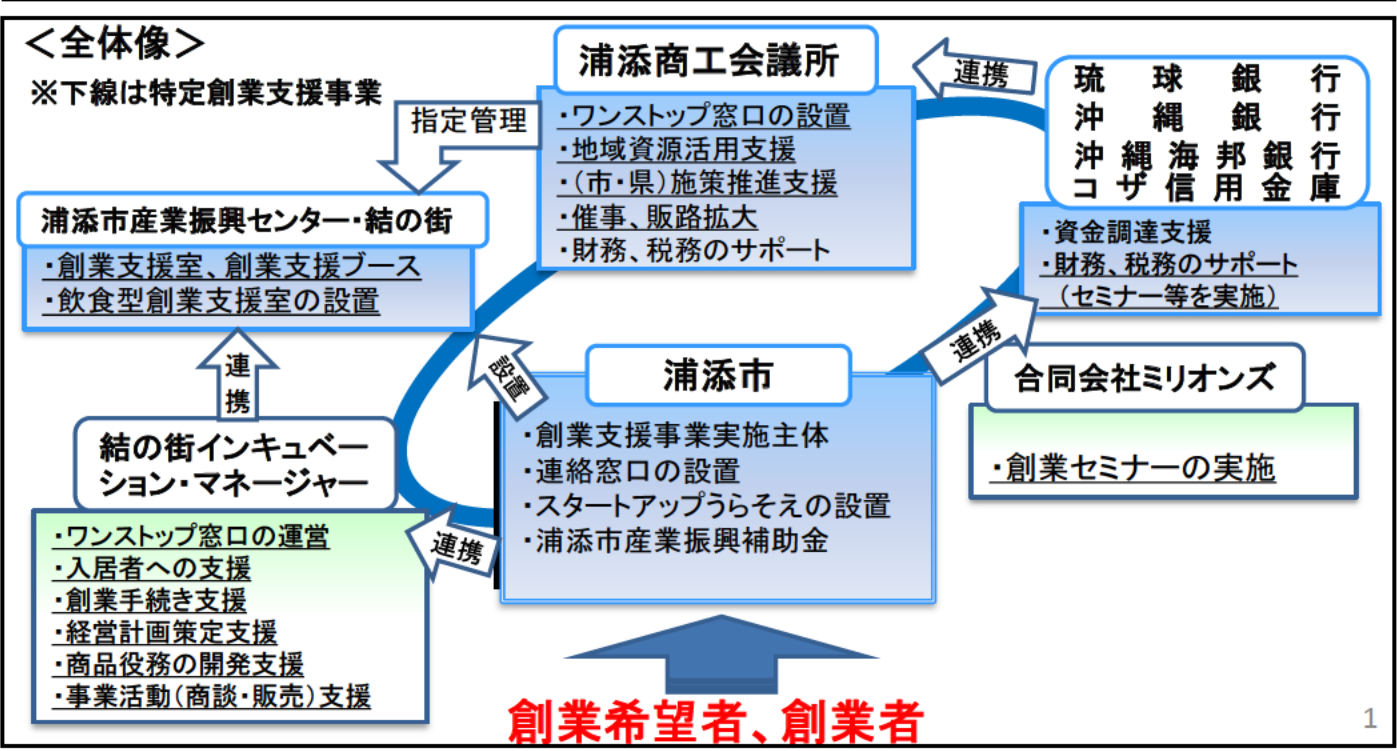 ＜全体像＞
※下線は特定創業支援事業
浦添商工会議所
・ワンストップ窓口の設置
・地域資源活用支援
・（市・県）施策推進支援
・催事、販路拡大
・財務、税務のサポート
連携
琉球銀行
沖縄銀行
沖縄海邦銀行
コザ信用金庫
・資金調達支援
・財務、税務のサポート
（セミナー等を実施）
指定管理
浦添市産業振興センター・結の街
・創業支援室、創業支援ブース
・飲食型創業支援室の設置
連
携
設置
連携
浦添市
・創業支援事業実施主体
・連絡窓口の設置
・スタートアップうらそえの設置
・浦添市産業振興補助金
合同会社ミリオンズ
・創業セミナーの実施
結の街インキュベー
ション・マネージャー
・ワンストップ窓口の運営
・入居者への支援
・創業手続き支援
・経営計画策定支援
・商品役務の開発支援
・事業活動（商談・販売）支援
連携
創業希望者、創業者
1